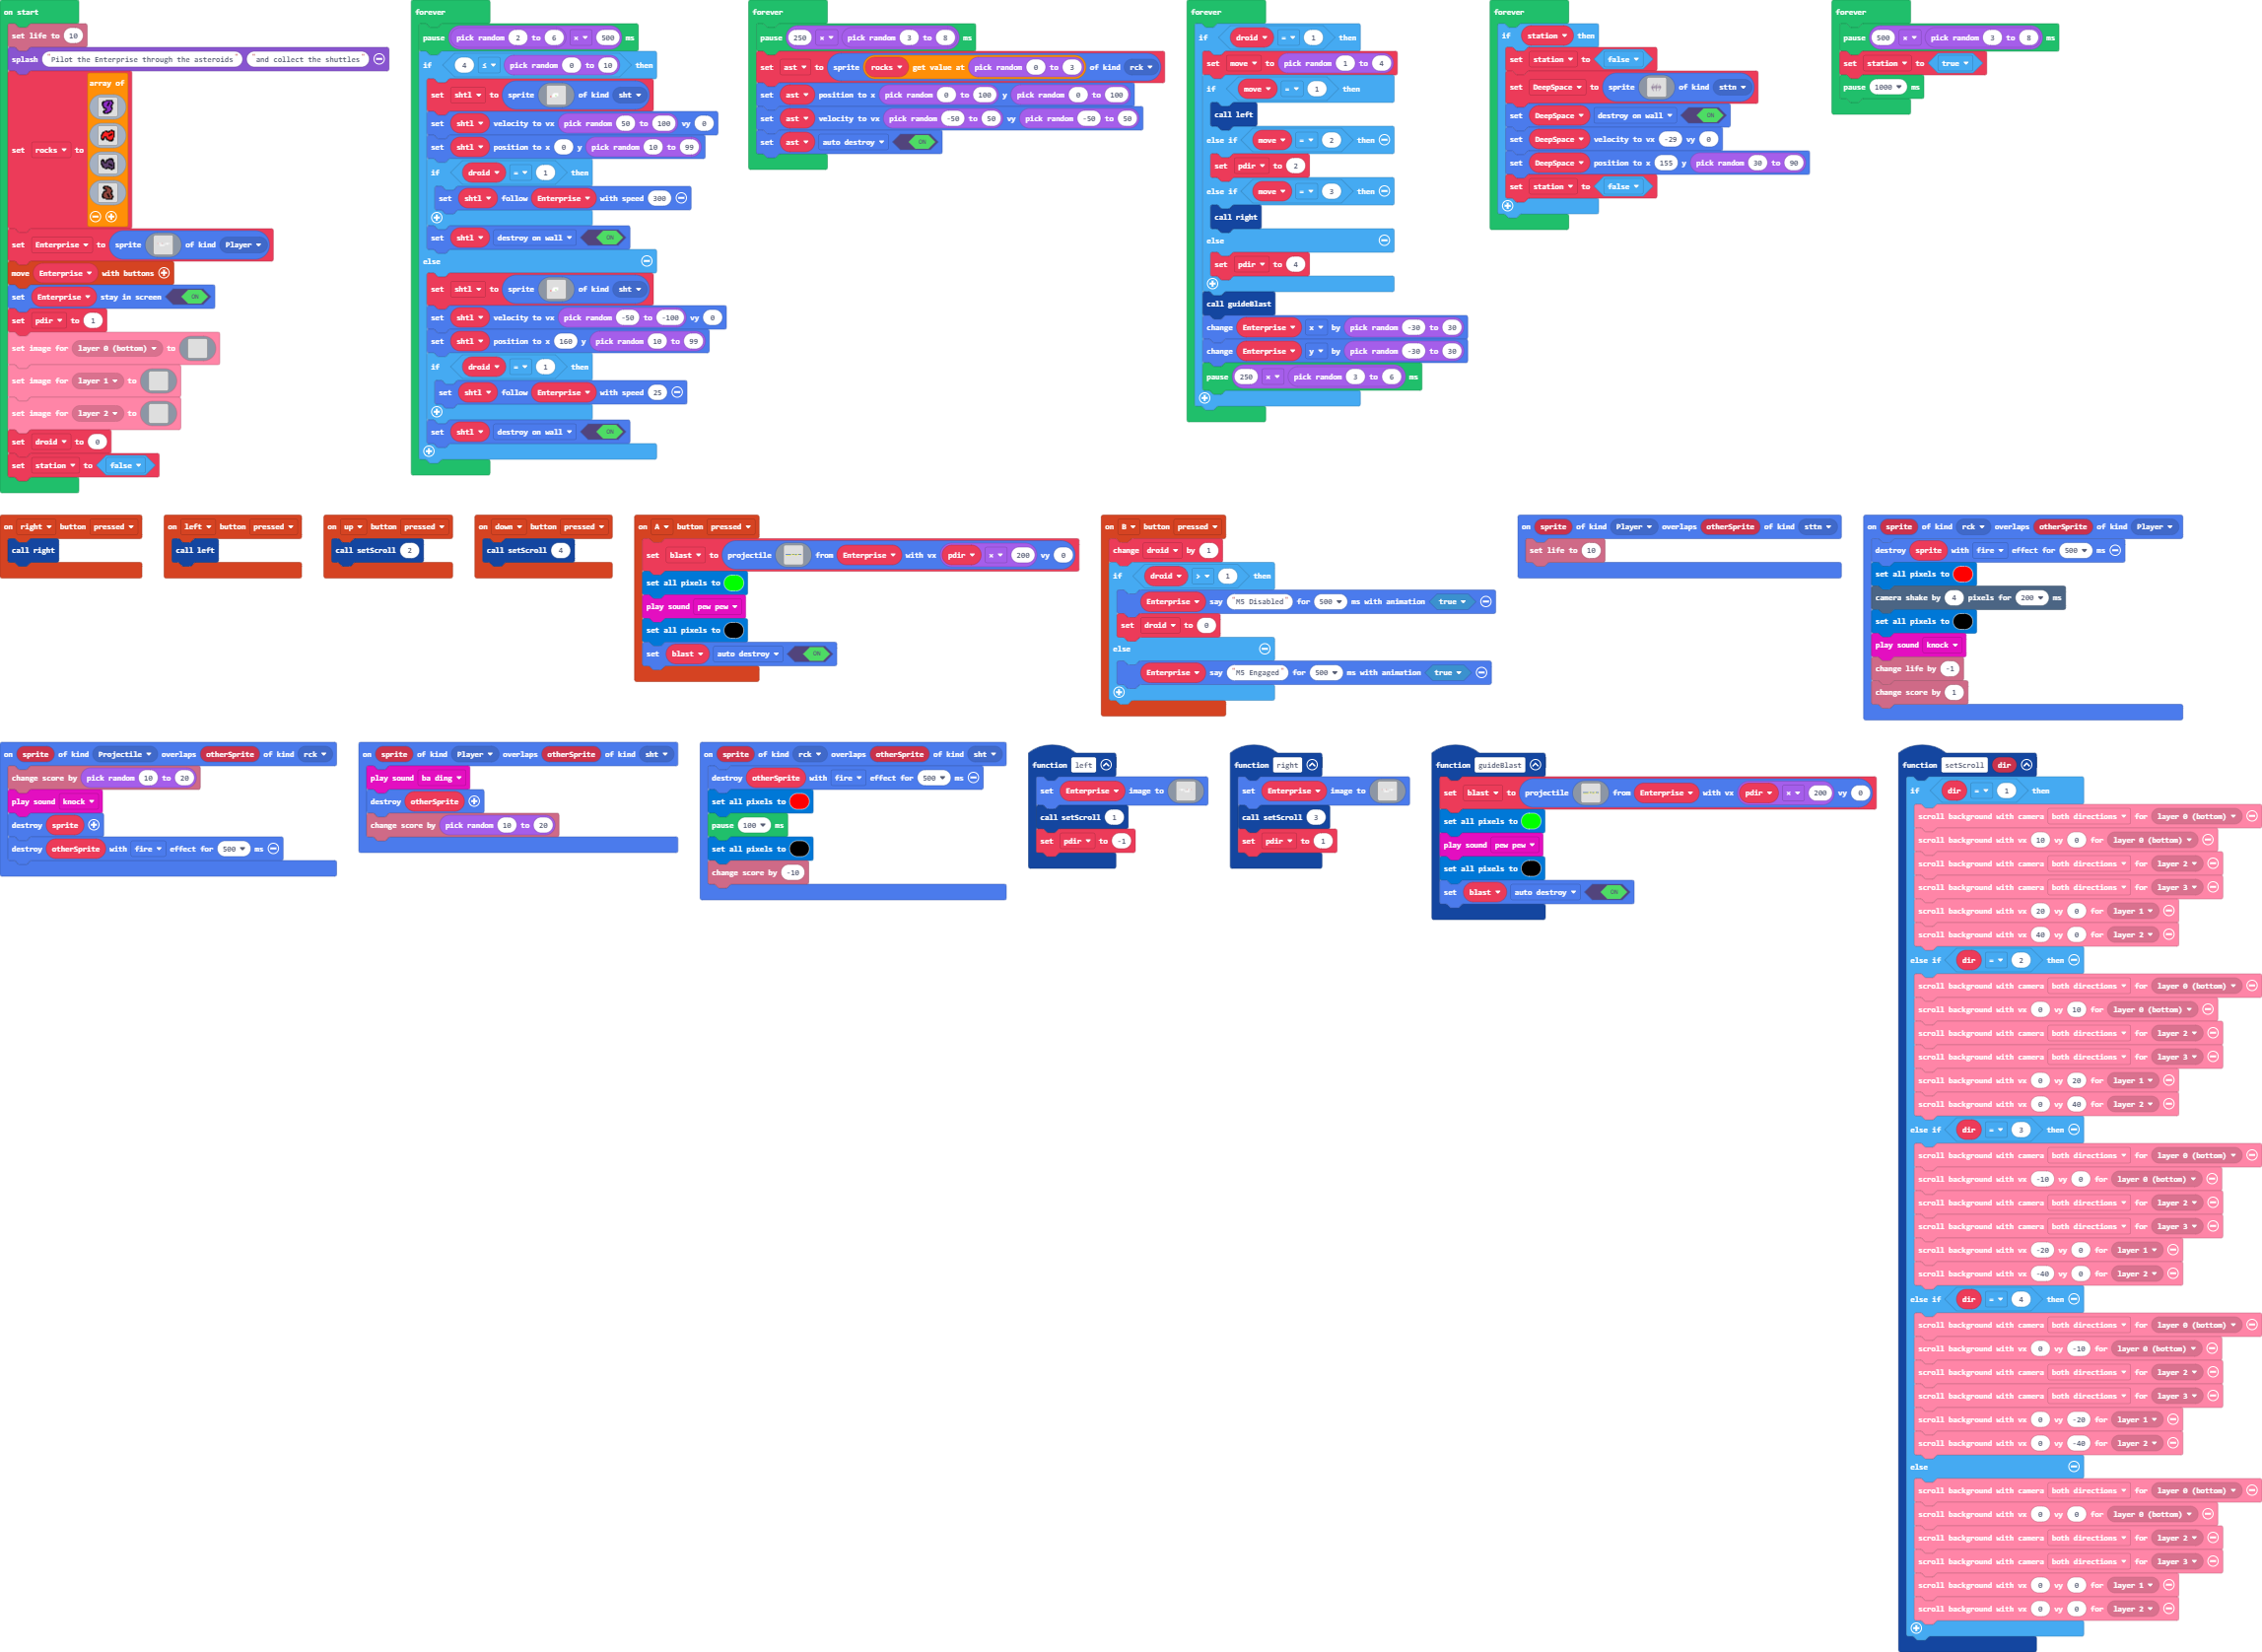 on start
set life to 10
splash " Pilot the Enterprise through the asteroids " " and collect the shuttles "
array of
set rocks to
set Enterprise to sprite of kind Player
move Enterprise with buttons
set Enterprise stay in screen ON
set pdir to 1
set image for layer 0 (bottom) to
set image for layer 1 to
set image for layer 2 to
set droid to 0
set station to false
forever
pause pick random 2 to 6 × 500 ms
if 4 ≤ pick random 0 to 10 then
set shtl to sprite of kind sht
set shtl velocity to vx pick random 50 to 100 vy 0
set shtl position to x 0 y pick random 10 to 99
if droid = 1 then
set shtl follow Enterprise with speed 300
set shtl destroy on wall ON
else
set shtl to sprite of kind sht
set shtl velocity to vx pick random -50 to -100 vy 0
set shtl position to x 160 y pick random 10 to 99
if droid = 1 then
set shtl follow Enterprise with speed 25
set shtl destroy on wall ON
forever
pause 250 × pick random 3 to 8 ms
set ast to sprite rocks get value at pick random 0 to 3 of kind rck
set ast position to x pick random 0 to 100 y pick random 0 to 100
set ast velocity to vx pick random -50 to 50 vy pick random -50 to 50
set ast auto destroy ON
forever
if droid = 1 then
set move to pick random 1 to 4
if move = 1 then
call left
else if move = 2 then
set pdir to 2
else if move = 3 then
call right
else
set pdir to 4
call guideBlast
change Enterprise x by pick random -30 to 30
change Enterprise y by pick random -30 to 30
pause 250 × pick random 3 to 6 ms
forever
if station then
set station to false
set DeepSpace to sprite of kind sttn
set DeepSpace destroy on wall ON
set DeepSpace velocity to vx -29 vy 0
set DeepSpace position to x 155 y pick random 30 to 90
set station to false
forever
pause 500 × pick random 3 to 8 ms
set station to true
pause 1000 ms
on right button pressed
call right
on left button pressed
call left
on up button pressed
call setScroll 2
on down button pressed
call setScroll 4
on A button pressed
set blast to projectile from Enterprise with vx pdir × 200 vy 0
set all pixels to
play sound pew pew
set all pixels to
set blast auto destroy ON
on B button pressed
change droid by 1
if droid > 1 then
Enterprise say "M5 Disabled" for 500 ms with animation true
set droid to 0
else
Enterprise say "M5 Engaged" for 500 ms with animation true
on sprite of kind Player overlaps otherSprite of kind sttn
set life to 10
on sprite of kind rck overlaps otherSprite of kind Player
destroy sprite with fire effect for 500 ms
set all pixels to
camera shake by 4 pixels for 200 ms
set all pixels to
play sound knock
change life by -1
change score by 1
on sprite of kind Projectile overlaps otherSprite of kind rck
change score by pick random 10 to 20
play sound knock
destroy sprite
destroy otherSprite with fire effect for 500 ms
on sprite of kind Player overlaps otherSprite of kind sht
play sound ba ding
destroy otherSprite
change score by pick random 10 to 20
on sprite of kind rck overlaps otherSprite of kind sht
destroy otherSprite with fire effect for 500 ms
set all pixels to
pause 100 ms
set all pixels to
change score by -10
function left
set Enterprise image to
call setScroll 1
set pdir to -1
function right
set Enterprise image to
call setScroll 3
set pdir to 1
function guideBlast
set blast to projectile from Enterprise with vx pdir × 200 vy 0
set all pixels to
play sound pew pew
set all pixels to
set blast auto destroy ON
function setScroll dir
if dir = 1 then
scroll background with camera both directions for layer 0 (bottom)
scroll background with vx 10 vy 0 for layer 0 (bottom)
scroll background with camera both directions for layer 2
scroll background with camera both directions for layer 3
scroll background with vx 20 vy 0 for layer 1
scroll background with vx 40 vy 0 for layer 2
else if dir = 2 then
scroll background with camera both directions for layer 0 (bottom)
scroll background with vx 0 vy 10 for layer 0 (bottom)
scroll background with camera both directions for layer 2
scroll background with camera both directions for layer 3
scroll background with vx 0 vy 20 for layer 1
scroll background with vx 0 vy 40 for layer 2
else if dir = 3 then
scroll background with camera both directions for layer 0 (bottom)
scroll background with vx -10 vy 0 for layer 0 (bottom)
scroll background with camera both directions for layer 2
scroll background with camera both directions for layer 3
scroll background with vx -20 vy 0 for layer 1
scroll background with vx -40 vy 0 for layer 2
else if dir = 4 then
scroll background with camera both directions for layer 0 (bottom)
scroll background with vx 0 vy -10 for layer 0 (bottom)
scroll background with camera both directions for layer 2
scroll background with camera both directions for layer 3
scroll background with vx 0 vy -20 for layer 1
scroll background with vx 0 vy -40 for layer 2
else
scroll background with camera both directions for layer 0 (bottom)
scroll background with vx 0 vy 0 for layer 0 (bottom)
scroll background with camera both directions for layer 2
scroll background with camera both directions for layer 3
scroll background with vx 0 vy 0 for layer 1
scroll background with vx 0 vy 0 for layer 2